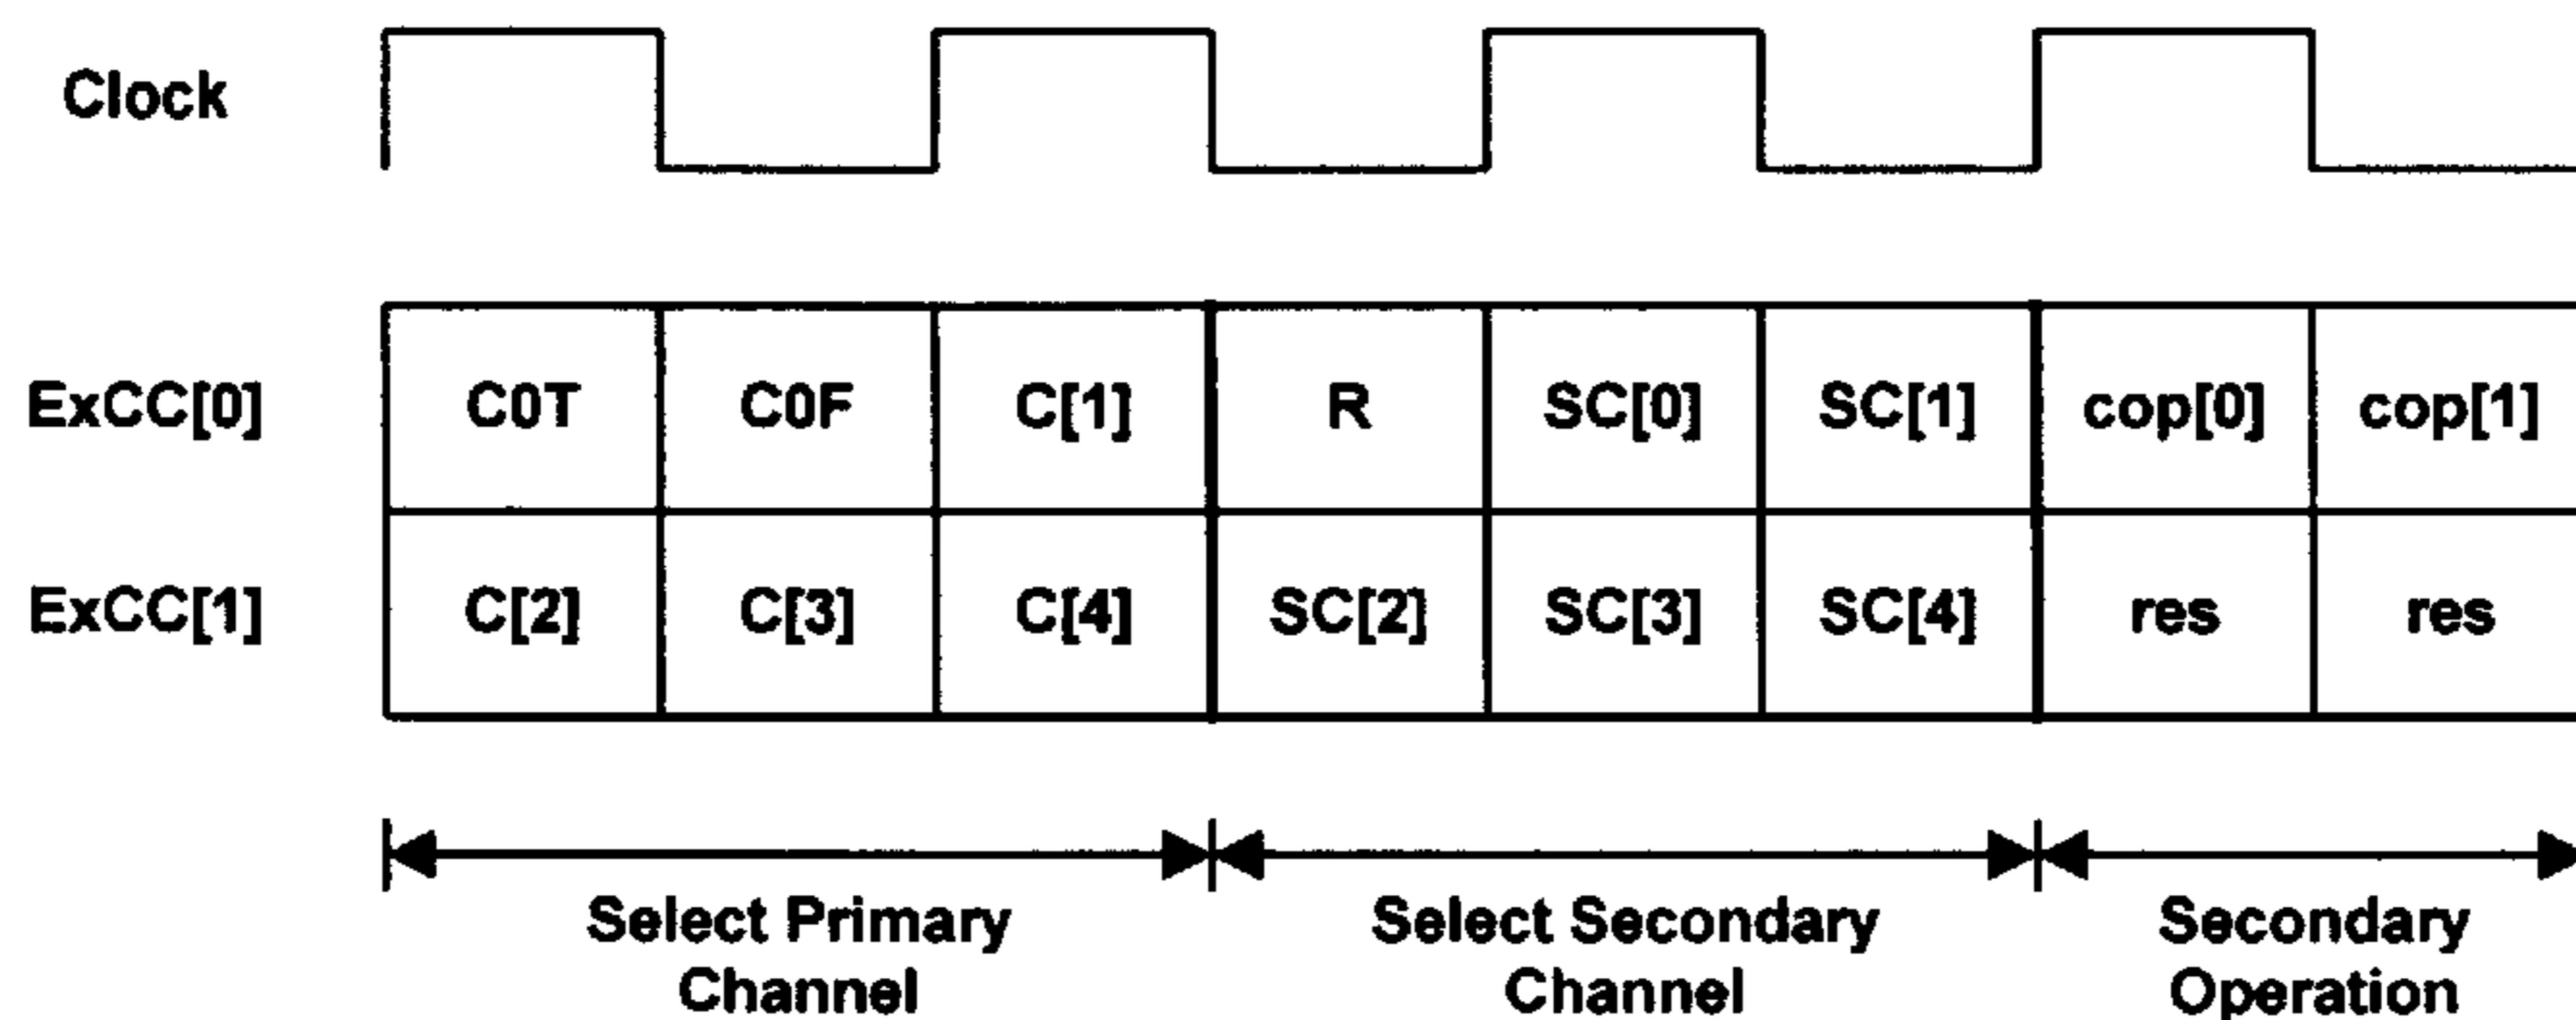 Clock
ExCC[0] C0T C0F C[1] R SC[0] SC[1] cop[0] cop[1]
ExCC[1] C[2] C[3] C[4] SC[2] SC[3] SC[4] res res
Select Primary Channel
Select Secondary Channel
Secondary Operation